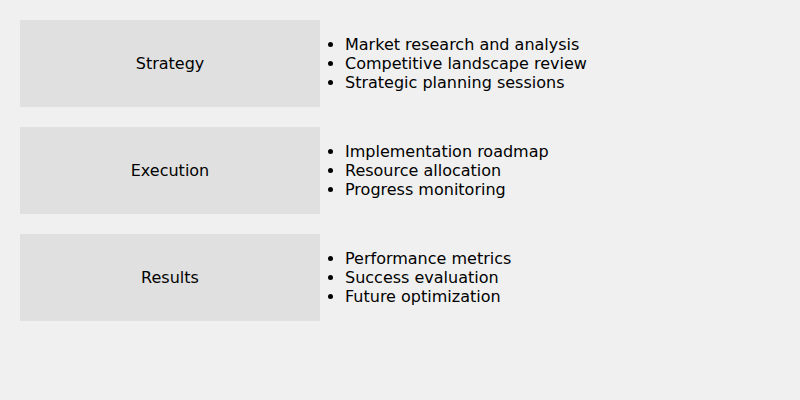 Strategy
• Market research and analysis
• Competitive landscape review
• Strategic planning sessions
Execution
• Implementation roadmap
• Resource allocation
• Progress monitoring
Results
• Performance metrics
• Success evaluation
• Future optimization